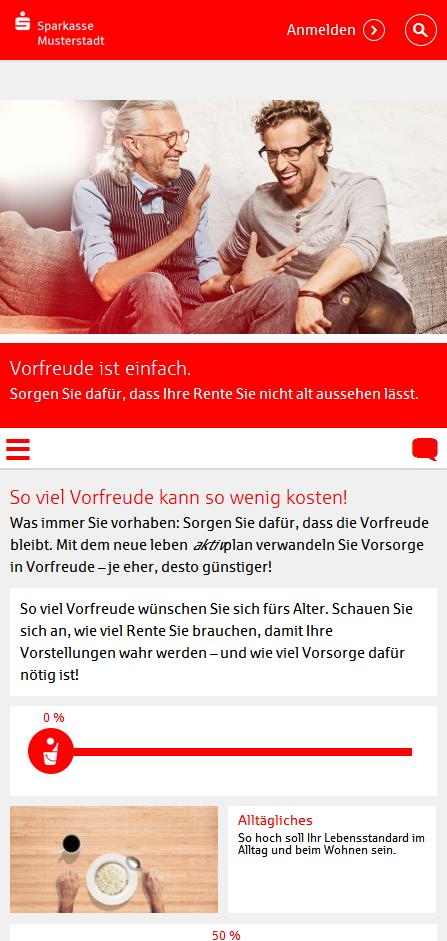 Sparkasse
Musterstadt
Anmelden
Vorfreude ist einfach.
Sorgen Sie dafür, dass Ihre Rente Sie nicht alt aussehen lässt.
So viel Vorfreude kann so wenig kosten!
Was immer Sie vorhaben: Sorgen Sie dafür, dass die Vorfreude
bleibt. Mit dem neue leben aktivplan verwandeln Sie Vorsorge
in Vorfreude – je eher, desto günstiger!
So viel Vorfreude wünschen Sie sich fürs Alter. Schauen Sie
sich an, wie viel Rente Sie brauchen, damit Ihre
Vorstellungen wahr werden – und wie viel Vorsorge dafür
nötig ist!
0 %
Alltägliches
So hoch soll Ihr Lebensstandard im
Alltag und beim Wohnen sein.
50 %